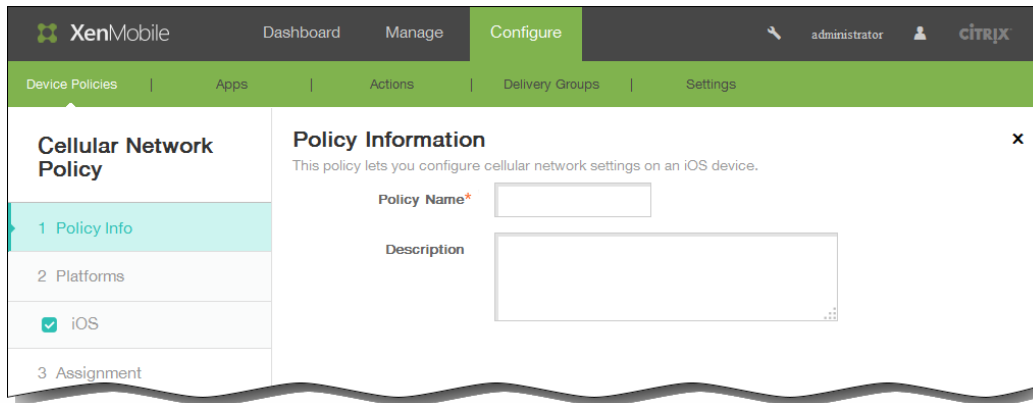 XenMobile Dashboard Manage Configure administrator CİTRIX
Device Policies | Apps | Actions | Delivery Groups | Settings
Cellular Network
Policy
1 Policy Info
2 Platforms
iOS
3 Assignment
Policy Information
x
This policy lets you configure cellular network settings on an iOS device.
Policy Name*
Description